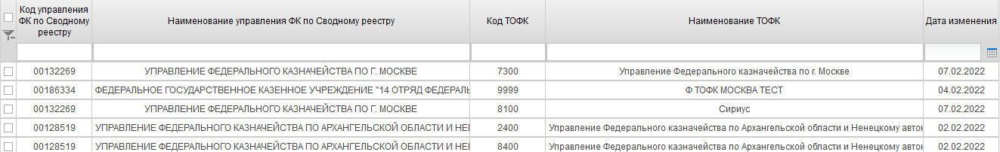 Код управления
ФК по Сводному
реестру
Наименование управления ФК по Сводному реестру
Код ТОФК
Наименование ТОФК
Дата изменения
00132269 УПРАВЛЕНИЕ ФЕДЕРАЛЬНОГО КАЗНАЧЕЙСТВА ПО Г. МОСКВЕ 7300 Управление Федерального казначейства по г. Москве 07.02.2022
00186334 ФЕДЕРАЛЬНОЕ ГОСУДАРСТВЕННОЕ КАЗЕННОЕ УЧРЕЖДЕНИЕ "14 ОТРЯД ФЕДЕРАЛЬ 9999 Ф ТОФК МОСКВА ТЕСТ 04.02.2022
00132269 УПРАВЛЕНИЕ ФЕДЕРАЛЬНОГО КАЗНАЧЕЙСТВА ПО Г. МОСКВЕ 8100 Сириус 07.02.2022
00128519 УПРАВЛЕНИЕ ФЕДЕРАЛЬНОГО КАЗНАЧЕЙСТВА ПО АРХАНГЕЛЬСКОЙ ОБЛАСТИ И НЕ 2400 Управление Федерального казначейства по Архангельской области и Ненецкому авто 02.02.2022
00128519 УПРАВЛЕНИЕ ФЕДЕРАЛЬНОГО КАЗНАЧЕЙСТВА ПО АРХАНГЕЛЬСКОЙ ОБЛАСТИ И НЕ 8400 Управление Федерального казначейства по Архангельской области и Ненецкому авто 02.02.2022